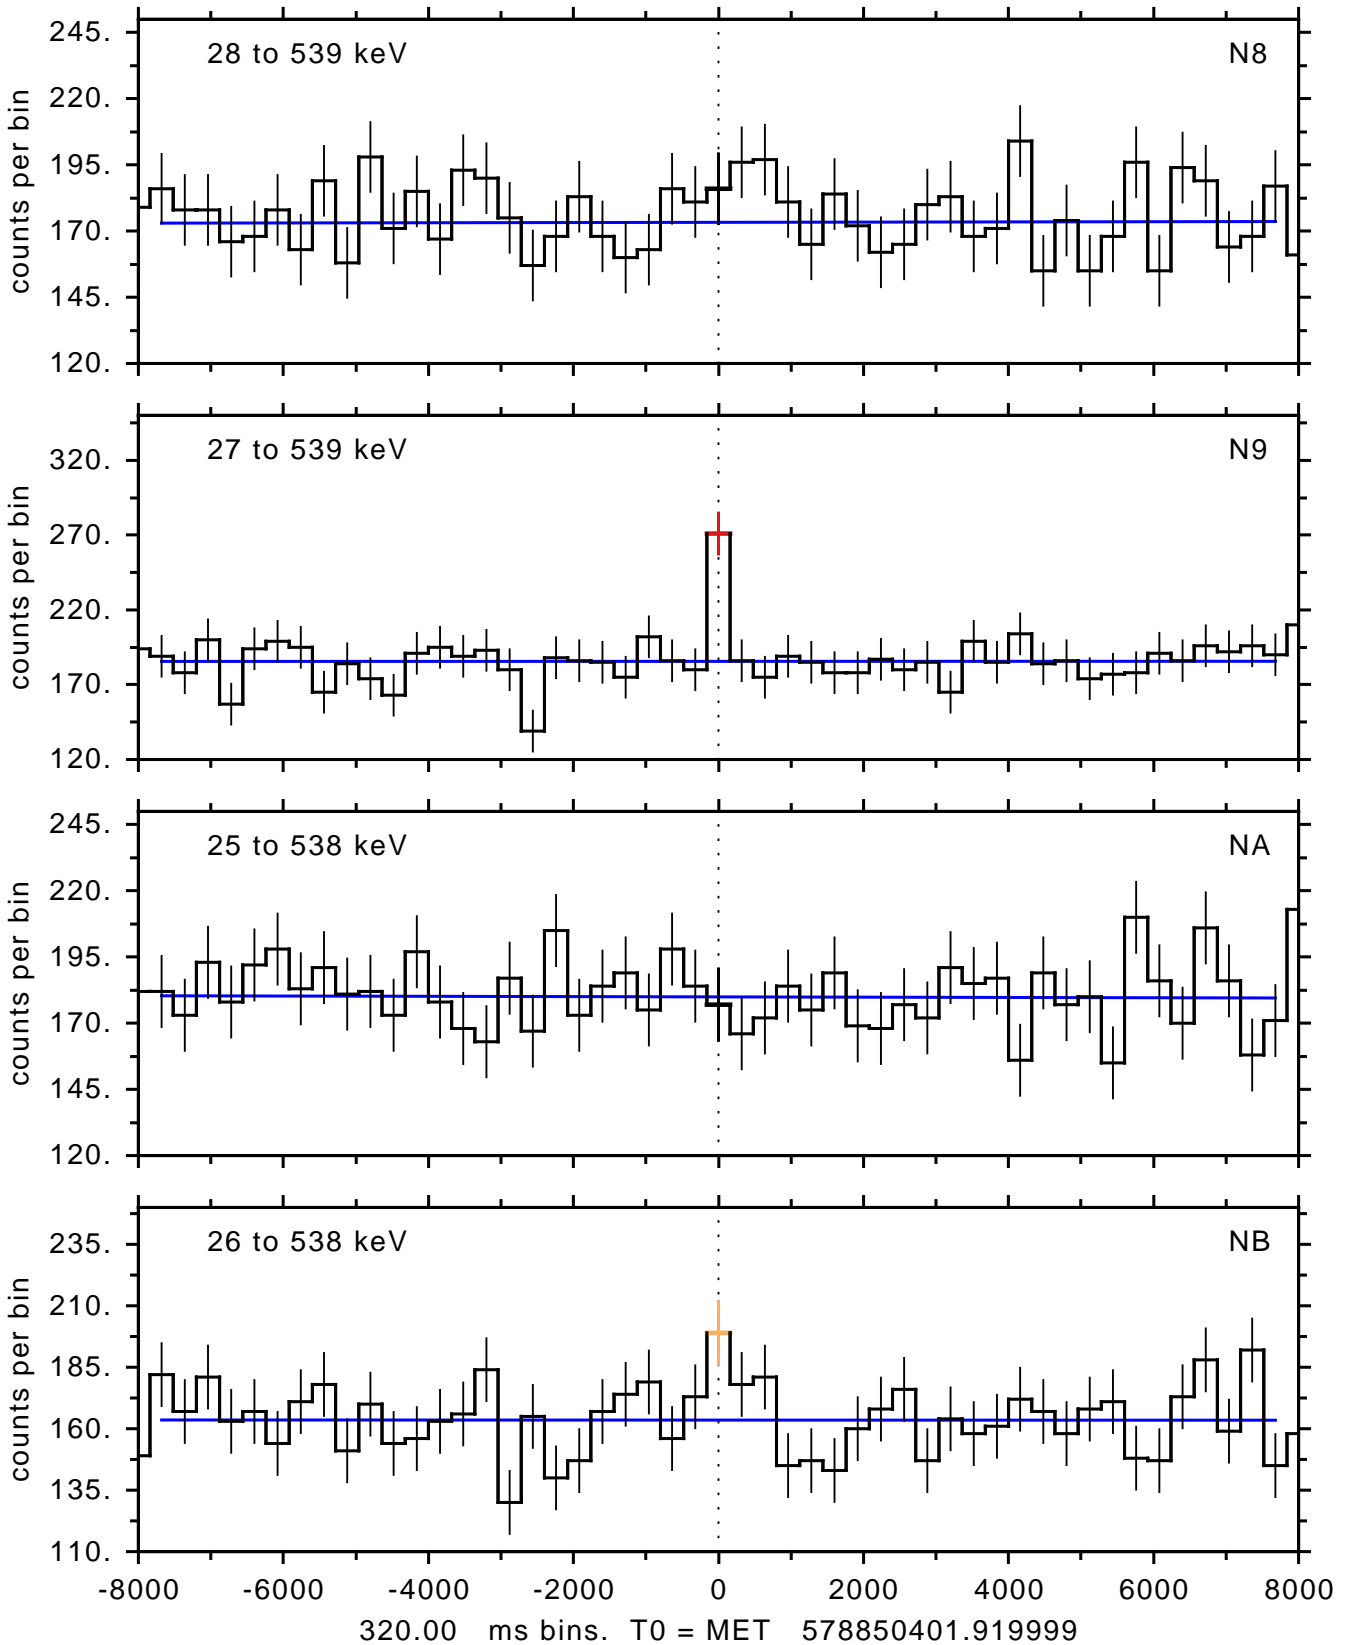 245.
28 to 539 keV N8
220.
195.
170.
145.
120.
counts per bin
27 to 539 keV N9
320.
270.
220.
170.
120.
counts per bin
245.
25 to 538 keV NA
220.
195.
170.
145.
120.
counts per bin
26 to 538 keV NB
235.
210.
185.
160.
135.
110.
counts per bin
-8000 -6000 -4000 -2000 0 2000 4000 6000 8000
320.00 ms bins. T0 = MET 578850401.919999